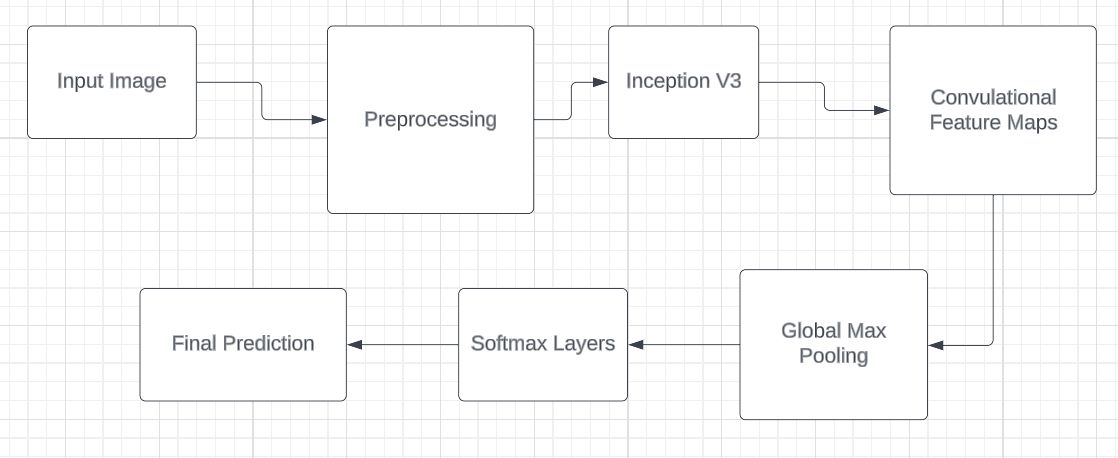 Input Image
Preprocessing
Inception V3
Convulational
Feature Maps
Global Max
Pooling
Softmax Layers
Final Prediction